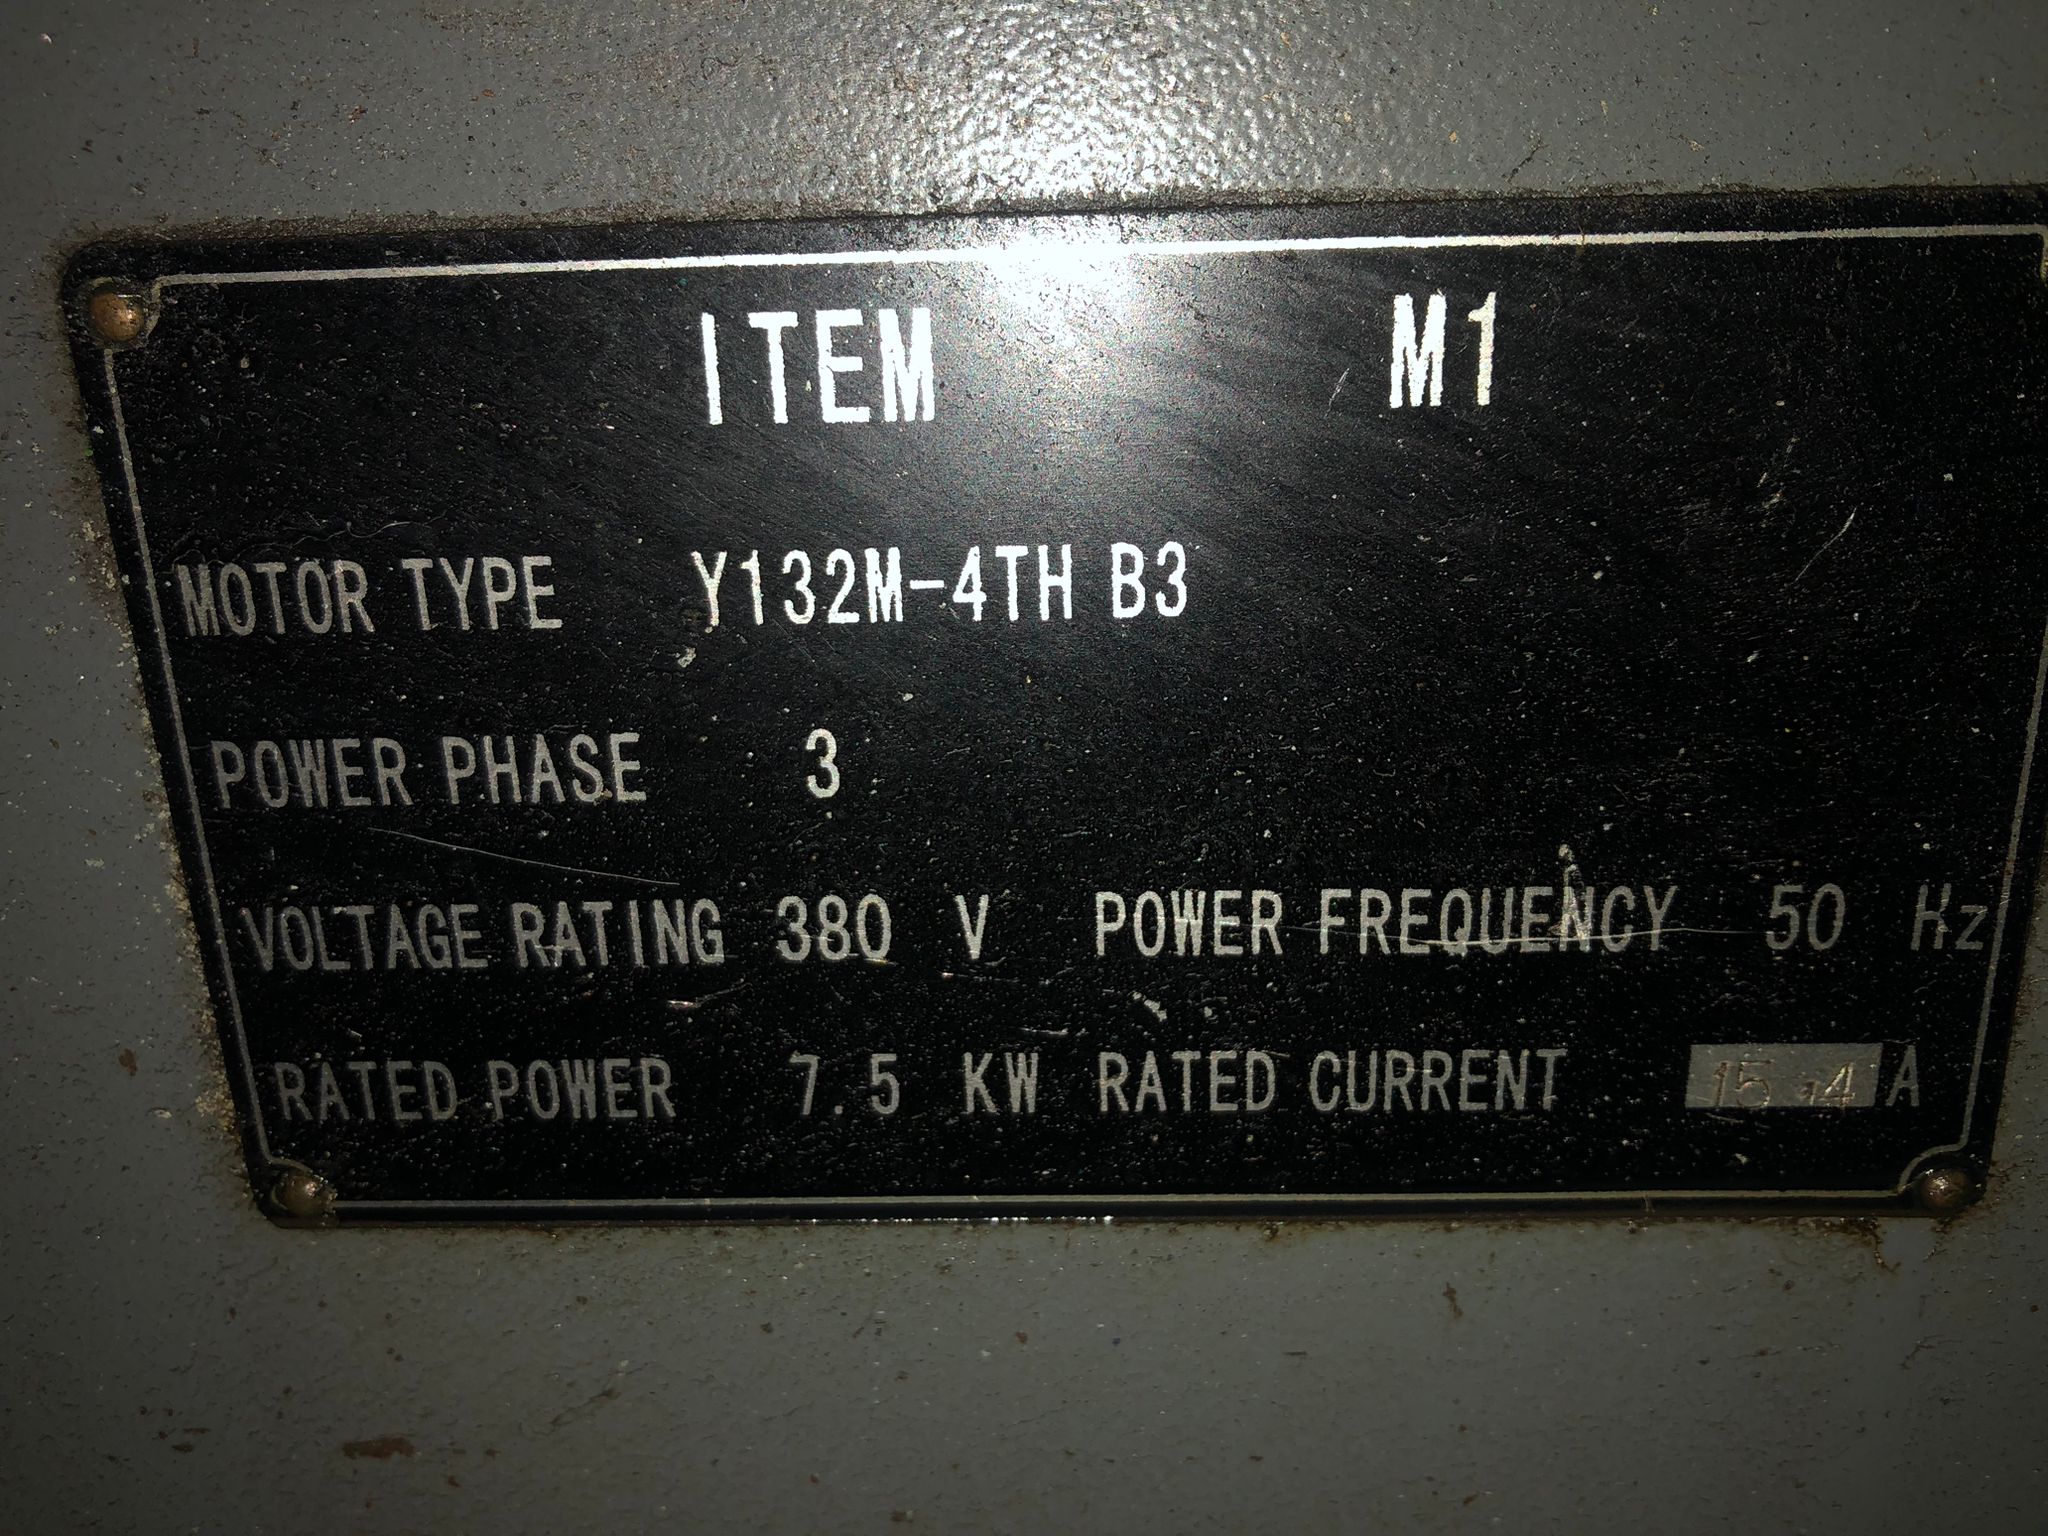 ITEM M1
MOTOR TYPE Y132M-4TH B3
POWER PHASE 3
VOLTAGE RATING 380 V POWER FREQUENCY 50 Hz
RATED POWER 7.5 KW RATED CURRENT 15.4 A